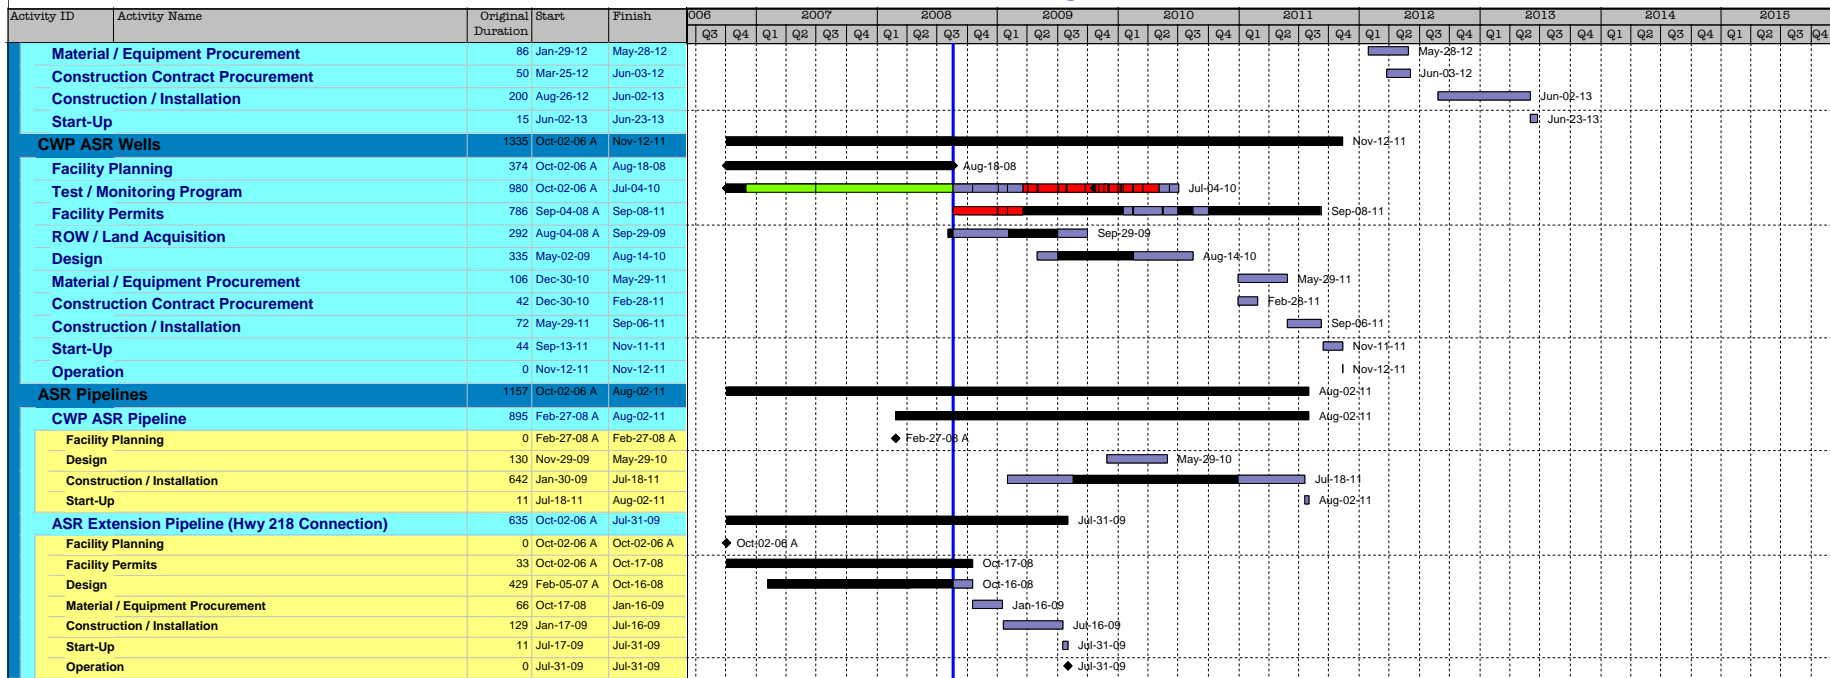 Activity ID Activity Name Original Duration Start Finish 006 2007 2008 2009 2010 2011 2012 2013 2014 2015
Q3 Q4 Q1 Q2 Q3 Q4 Q1 Q2 Q3 Q4 Q1 Q2 Q3 Q4 Q1 Q2 Q3 Q4 Q1 Q2 Q3 Q4 Q1 Q2 Q3 Q4 Q1 Q2 Q3 Q4 Q1 Q2 Q3 Q4 Q1 Q2 Q3 Q4
Material / Equipment Procurement 86 Jan-29-12 May-28-12 May-28-12
Construction Contract Procurement 50 Mar-25-12 Jun-03-12 Jun-03-12
Construction / Installation 200 Aug-26-12 Jun-02-13 Jun-02-13
Start-Up 15 Jun-02-13 Jun-23-13 Jun-23-13
CWP ASR Wells 1335 Oct-02-06 A Nov-12-11 Nov-12-11
Facility Planning 374 Oct-02-06 A Aug-18-08 Aug-18-08
Test / Monitoring Program 980 Oct-02-06 A Jul-04-10 Jul-04-10
Facility Permits 786 Sep-04-08 A Sep-08-11 Sep-08-11
ROW / Land Acquisition 292 Aug-04-08 A Sep-29-09 Sep-29-09
Design 335 May-02-09 Aug-14-10 Aug-14-10
Material / Equipment Procurement 106 Dec-30-10 May-29-11 May-29-11
Construction Contract Procurement 42 Dec-30-10 Feb-28-11 Feb-28-11
Construction / Installation 72 May-29-11 Sep-06-11 Sep-06-11
Start-Up 44 Sep-13-11 Nov-11-11 Nov-11-11
Operation 0 Nov-12-11 Nov-12-11 Nov-12-11
ASR Pipelines 1157 Oct-02-06 A Aug-02-11 Aug-02-11
CWP ASR Pipeline 895 Feb-27-08 A Aug-02-11 Aug-02-11
Facility Planning 0 Feb-27-08 A Feb-27-08 A Feb-27-08 A
Design 130 Nov-29-09 May-29-10 May-29-10
Construction / Installation 642 Jan-30-09 Jul-18-11 Jul-18-11
Start-Up 11 Jul-18-11 Aug-02-11 Aug-02-11
ASR Extension Pipeline (Hwy 218 Connection) 635 Oct-02-06 A Jul-31-09 Jul-31-09
Facility Planning 0 Oct-02-06 A Oct-02-06 A Oct-02-06 A
Facility Permits 33 Oct-02-06 A Oct-17-08 Oct-17-08
Design 429 Feb-05-07 A Oct-16-08 Oct-16-08
Material / Equipment Procurement 66 Oct-17-08 Jan-16-09 Jan-16-09
Construction / Installation 129 Jan-17-09 Jul-16-09 Jul-16-09
Start-Up 11 Jul-17-09 Jul-31-09 Jul-31-09
Operation 0 Jul-31-09 Jul-31-09 Jul-31-09